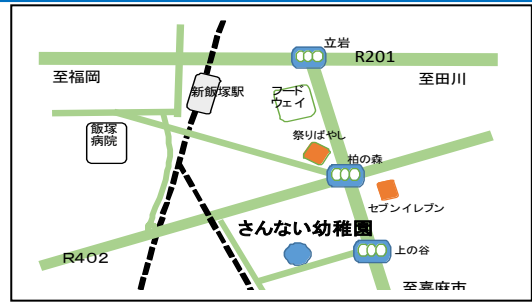 立岩
R201
至福岡
至田川
新飯塚駅
フード
ウェイ
飯塚
病院
祭りばやし
柏の森
セブンイレブン
さんない幼稚園
上の谷
R402
至嘉麻市